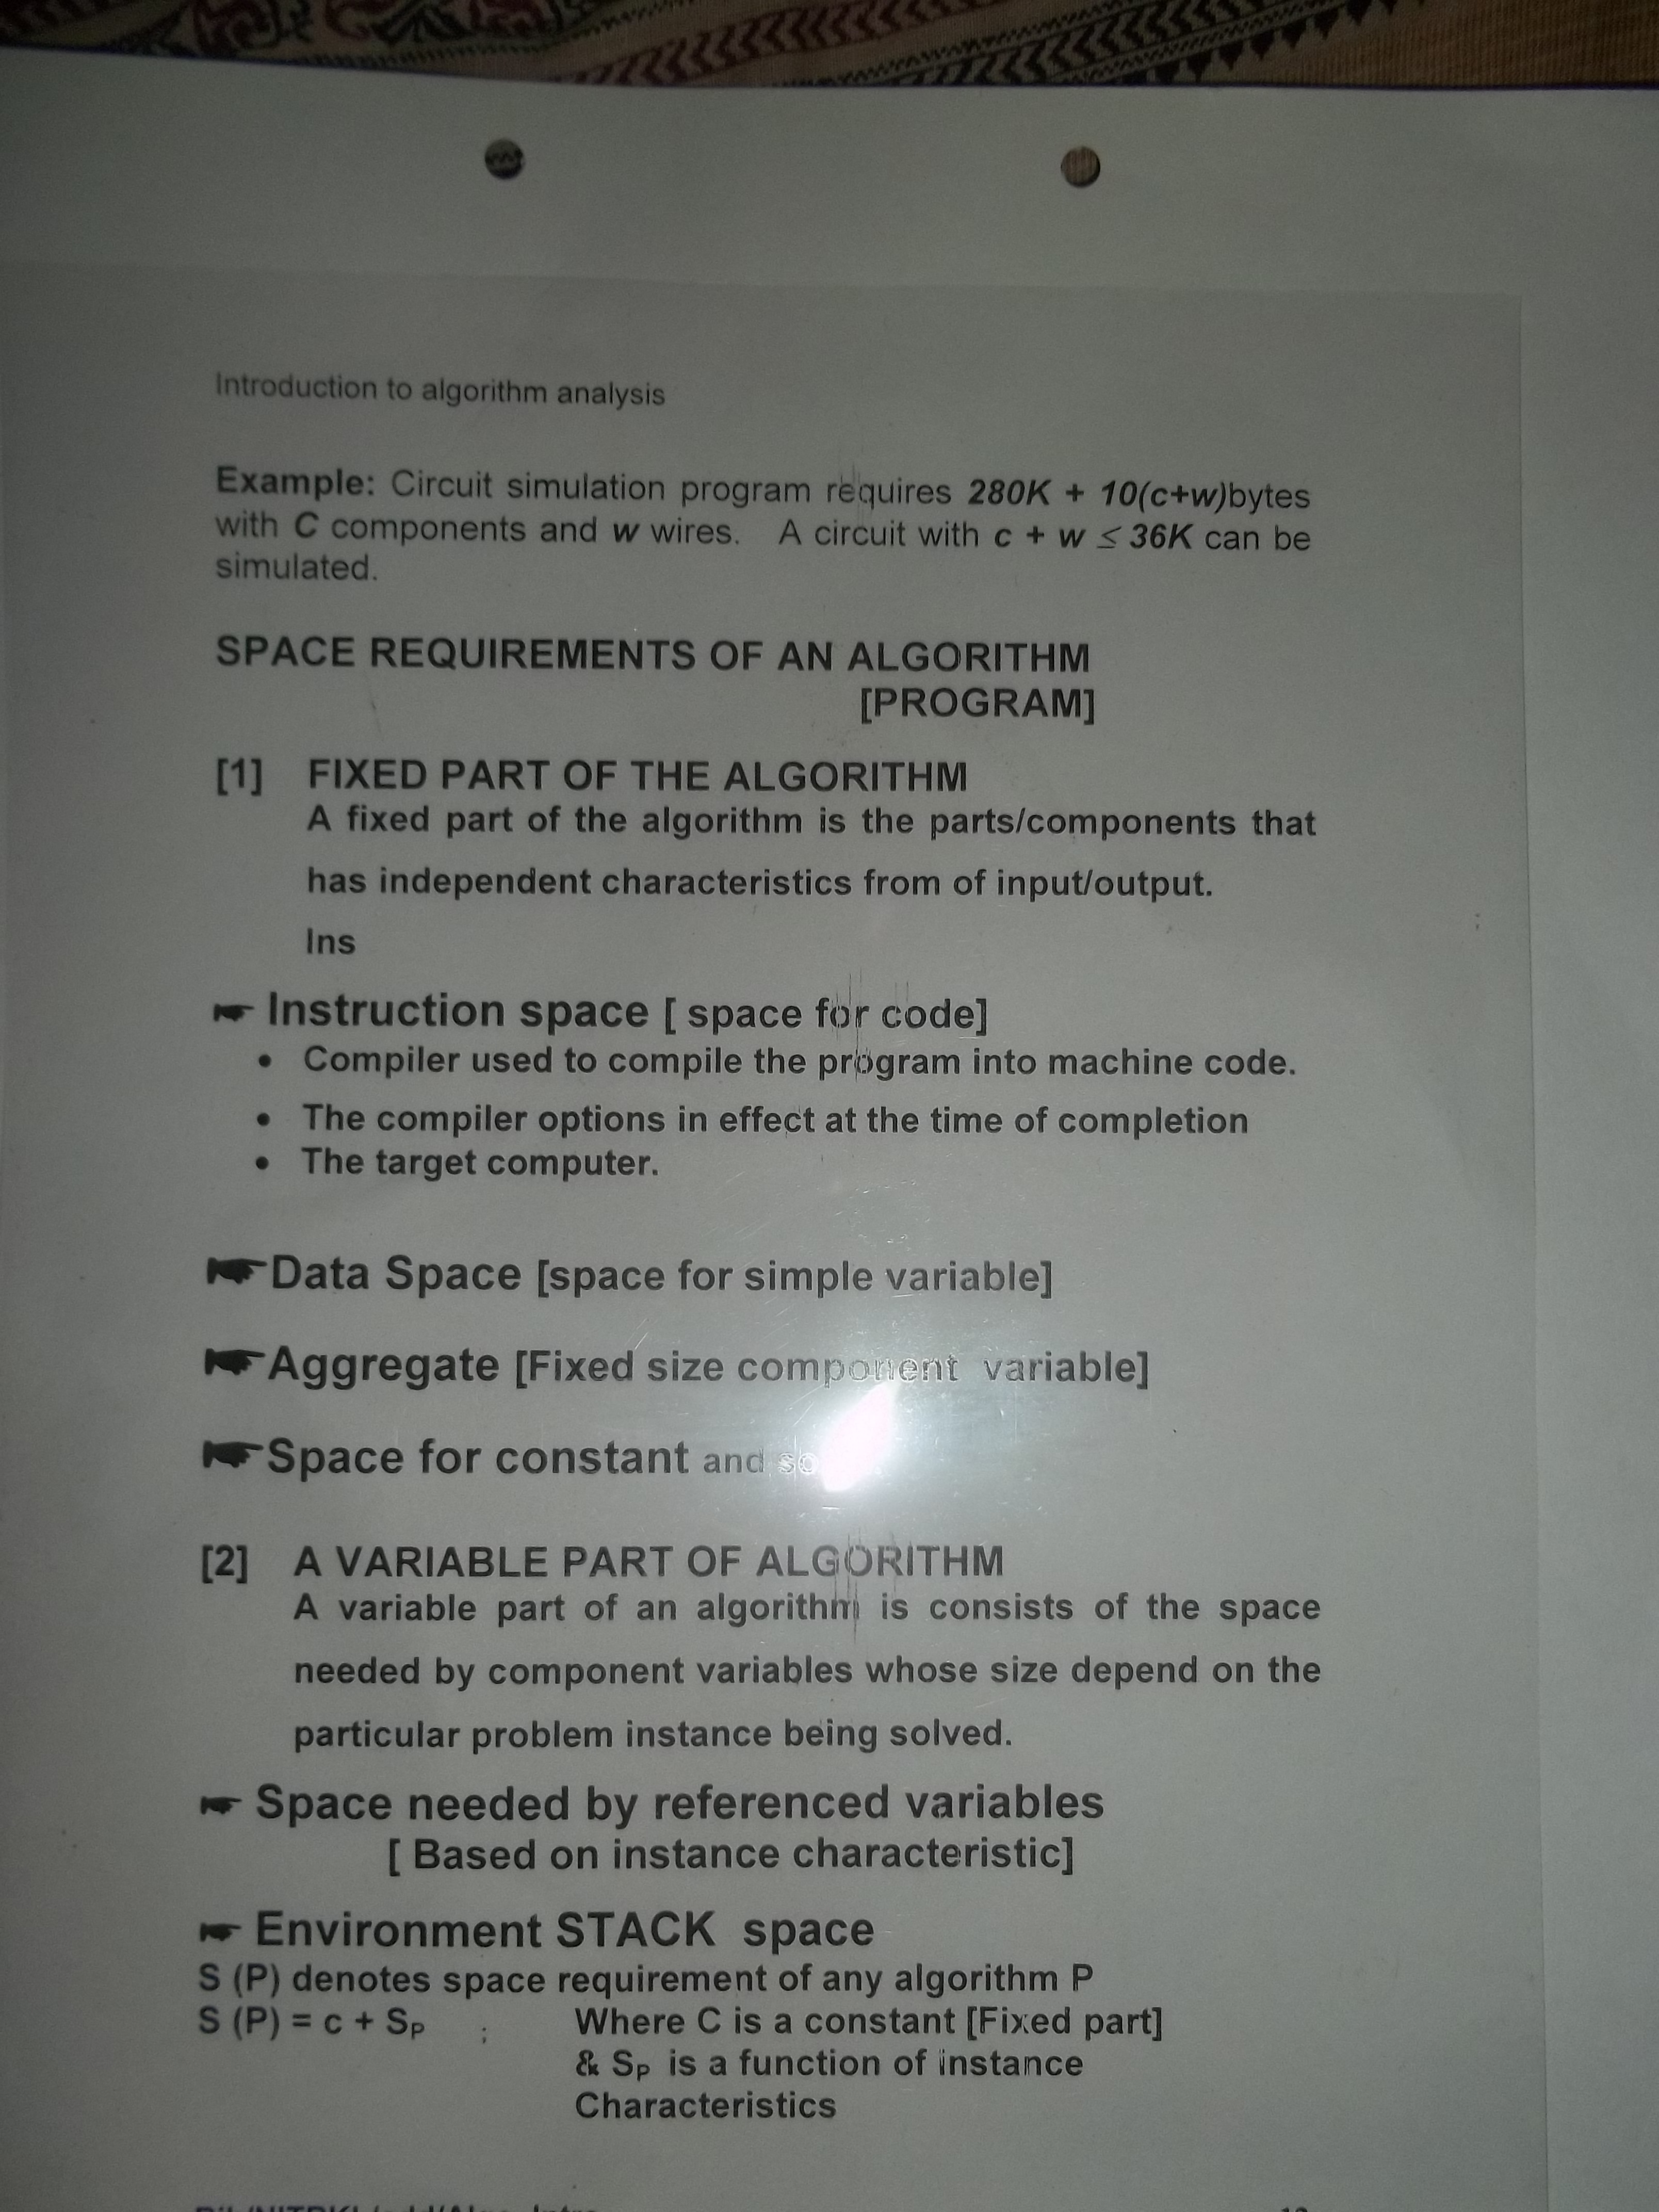 Introduction to algorithm analysis
Example: Circuit simulation program requires 280K + 10(c+w)bytes
with C components and w wires. A circuit with c + w ≤ 36K can be
simulated.
SPACE REQUIREMENTS OF AN ALGORITHM
[PROGRAM]
[1] FIXED PART OF THE ALGORITHM
A fixed part of the algorithm is the parts/components that
has independent characteristics from of input/output.
Ins
☛ Instruction space [ space for code]
• Compiler used to compile the program into machine code.
• The compiler options in effect at the time of completion
• The target computer.
☛Data Space [space for simple variable]
☛Aggregate [Fixed size component variable]
☛Space for constant and
[2] A VARIABLE PART OF ALGORITHM
A variable part of an algorithm is consists of the space
needed by component variables whose size depend on the
particular problem instance being solved.
☛ Space needed by referenced variables
[ Based on instance characteristic]
☛ Environment STACK space
S (P) denotes space requirement of any algorithm P
S (P) = c + Sₚ ; Where C is a constant [Fixed part]
& Sₚ is a function of instance
Characteristics